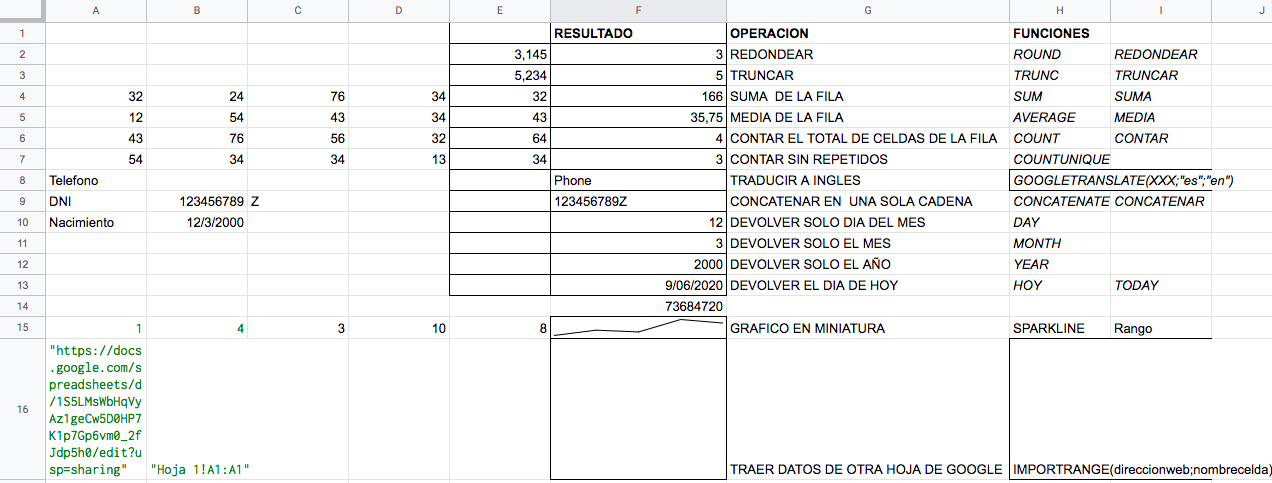 A B C D E F G H I J
1 RESULTADO OPERACION FUNCIONES
2 3,145 3 REDONDEAR ROUND REDONDEAR
3 5,234 5 TRUNCAR TRUNC TRUNCAR
4 32 24 76 34 32 166 SUMA DE LA FILA SUM SUMA
5 12 54 43 34 43 35,75 MEDIA DE LA FILA AVERAGE MEDIA
6 43 76 56 32 64 4 CONTAR EL TOTAL DE CELDAS DE LA FILA COUNT CONTAR
7 54 34 34 13 34 3 CONTAR SIN REPETIDOS COUNTUNIQUE
8 Telefono Phone TRADUCIR A INGLES GOOGLETRANSLATE(XXX;"es";"en")
9 DNI 123456789 Z 123456789Z CONCATENAR EN UNA SOLA CADENA CONCATENATE CONCATENAR
10 Nacimiento 12/3/2000 12 DEVOLVER SOLO DIA DEL MES DAY
11 3 DEVOLVER SOLO EL MES MONTH
12 2000 DEVOLVER SOLO EL AÑO YEAR
13 9/06/2020 DEVOLVER EL DIA DE HOY HOY TODAY
14 73684720
15 1 4 3 10 8 GRAFICO EN MINIATURA SPARKLINE Rango
"https://docs
.google.com/s
preadsheets/d
/1S5LMsWbHqVy
Az1geCw5D0HP7
K1p7Gp6vm0_2f
Jdp5h0/edit?u
16 sp=sharing" "Hoja 1!A1:A1" TRAER DATOS DE OTRA HOJA DE GOOGLE IMPORTRANGE(direccionweb;nombrecelda)